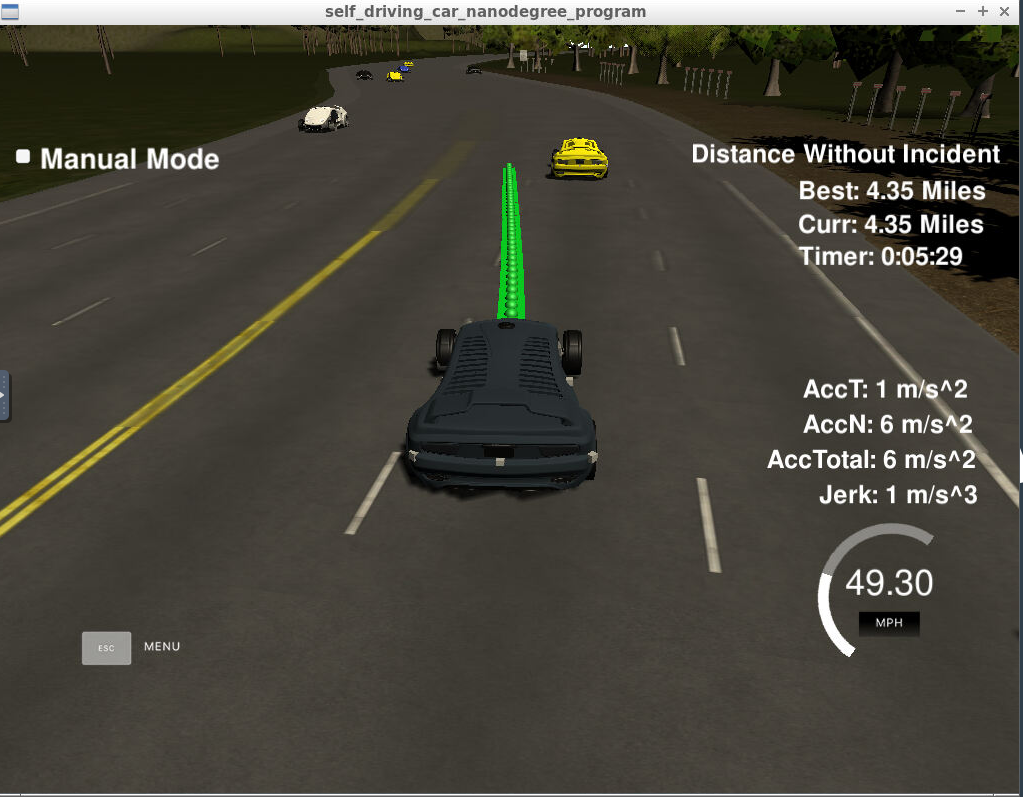 self_driving_car_nanodegree_program
Manual Mode
Distance Without Incident
Best: 4.35 Miles
Curr: 4.35 Miles
Timer: 0:05:29
AccT: 1 m/s^2
AccN: 6 m/s^2
AccTotal: 6 m/s^2
Jerk: 1 m/s^3
49.30
MPH
ESC MENU